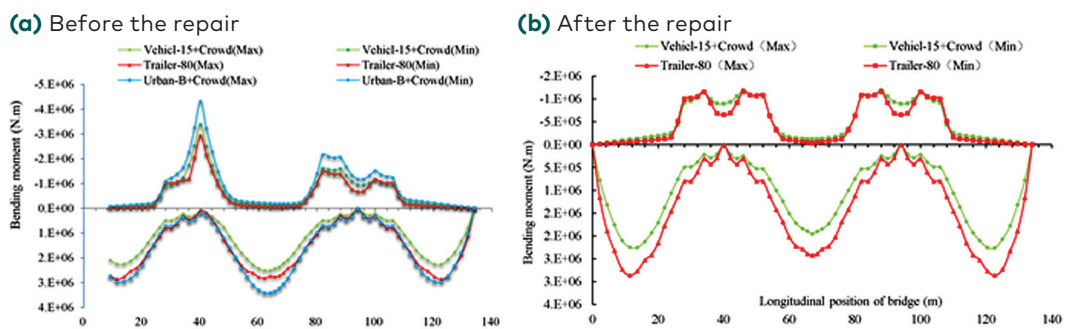 (a) Before the repair
Vehicl-15+Crowd(Max)
Vehicl-15+Crowd(Min)
Trailer-80(Max)
Trailer-80(Min)
Urban-B+Crowd(Max)
Urban-B+Crowd(Min)
Bending moment (N.m)
-5.E+06
-4.E+06
-3.E+06
-2.E+06
-1.E+06
0.E+00
1.E+06
2.E+06
3.E+06
4.E+06
0 20 40 60 80 100 120 140
(b) After the repair
Vehicl-15+Crowd（Max）
Vehicl-15+Crowd（Min）
Trailer-80（Max）
Trailer-80（Min）
Bending moment (N.m)
-2.E+06
-1.E+06
-5.E+05
0.E+00
5.E+05
1.E+06
2.E+06
2.E+06
3.E+06
3.E+06
4.E+06
Longitudinal position of bridge (m)
0 20 40 60 80 100 120 140